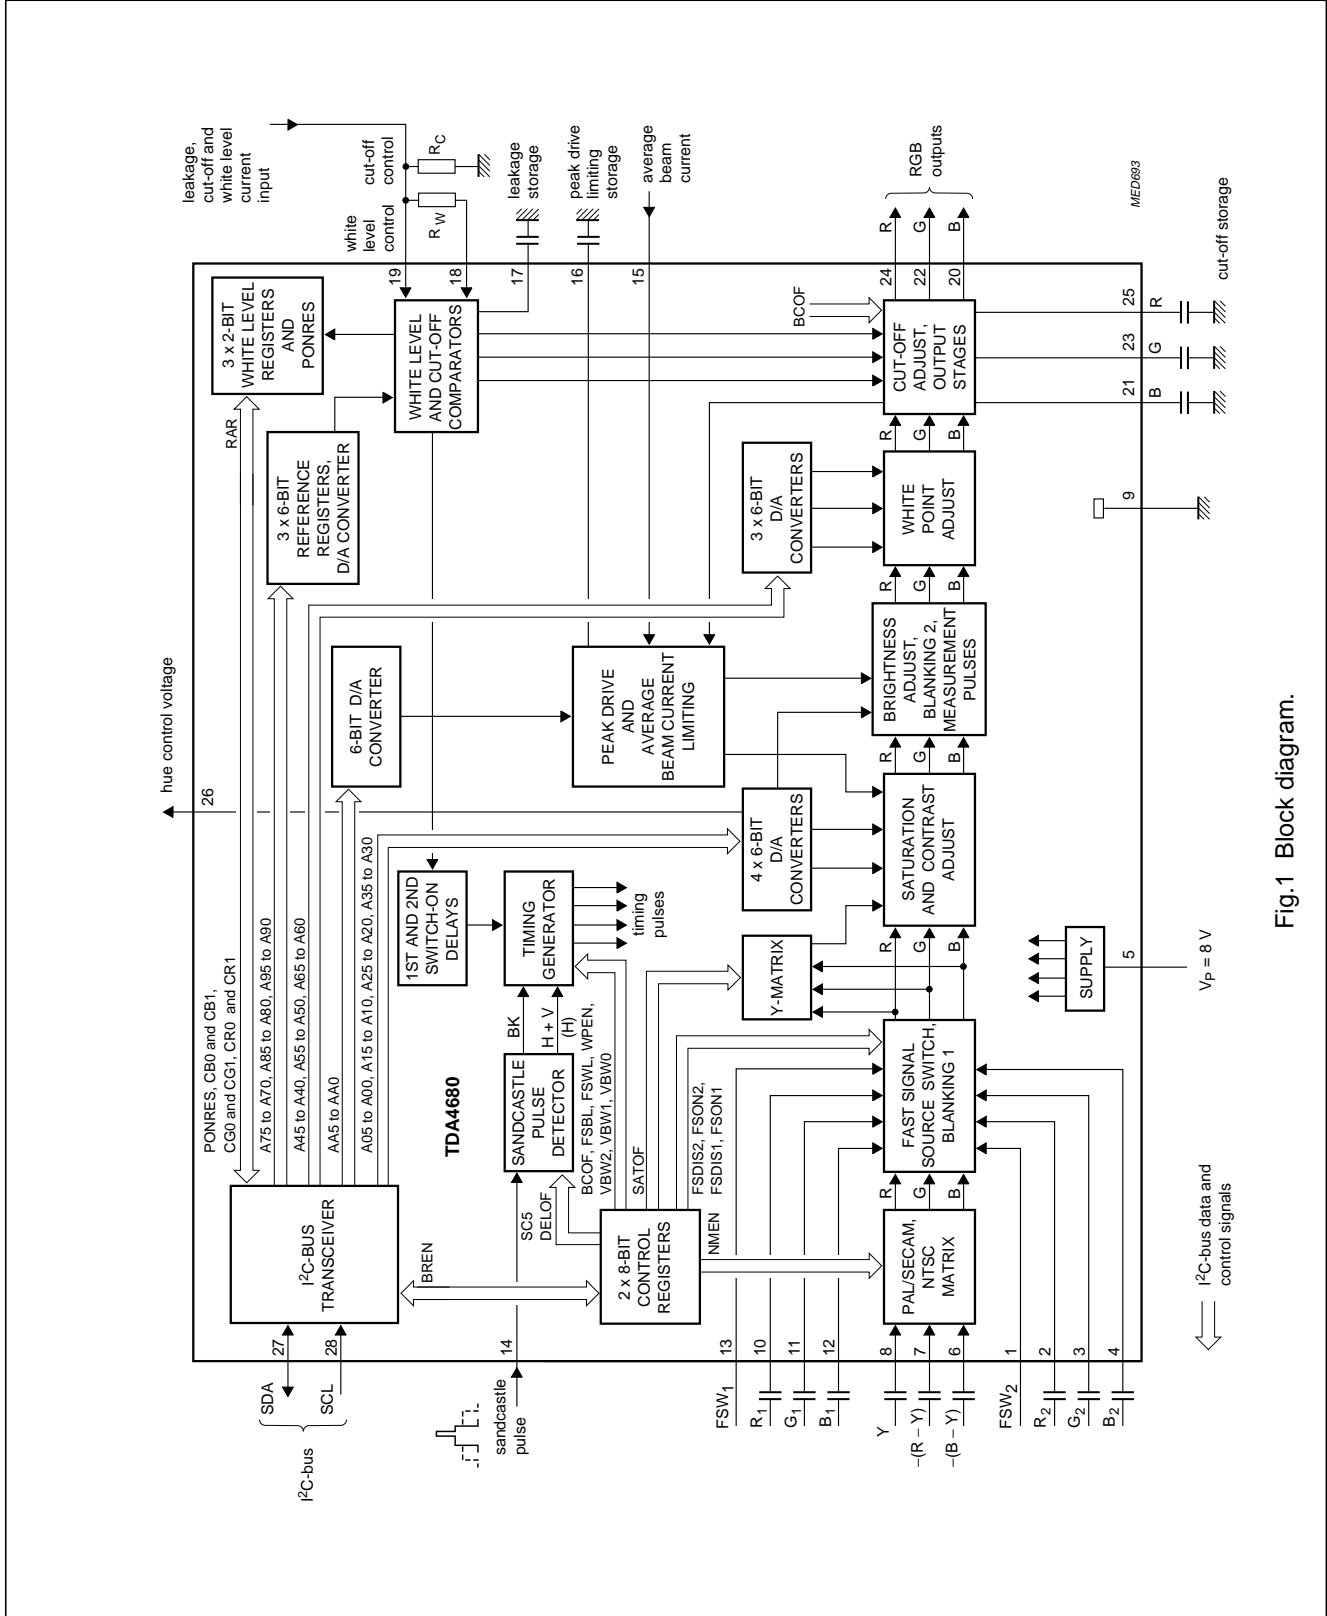 I²C-bus
SDA
SCL
27
28
I²C-BUS
TRANSCEIVER
PONRES, CB0 and CB1,
CG0 and CG1, CR0 and CR1
A75 to A70, A85 to A80, A95 to A90
A45 to A40, A55 to A50, A65 to A60
AA5 to AA0
A05 to A00, A15 to A10, A25 to A20, A35 to A30
hue control voltage
26
RAR
3 x 2-BIT
WHITE LEVEL
REGISTERS
AND
PONRES
3 x 6-BIT
REFERENCE
REGISTERS,
D/A CONVERTER
leakage,
cut-off and
white level
current
input
white
level
control
cut-off
control
19
18
R W
RC
WHITE LEVEL
AND CUT-OFF
COMPARATORS
17
leakage
storage
6-BIT D/A
CONVERTER
1ST AND 2ND
SWITCH-ON
DELAYS
TDA4680
BREN
sandcastle
pulse
14
SC5
DELOF
SANDCASTLE
PULSE
DETECTOR
BK
H + V
(H)
TIMING
GENERATOR
timing
pulses
PEAK DRIVE
AND
AVERAGE
BEAM CURRENT
LIMITING
16
peak drive
limiting
storage
15
average
beam
current
2 x 8-BIT
CONTROL
REGISTERS
BCOF, FSBL, FSWL, WPEN,
VBW2, VBW1, VBW0
SATOF
FSDIS2, FSON2,
FSDIS1, FSON1
NMEN
Y-MATRIX
4 x 6-BIT
D/A
CONVERTERS
3 x 6-BIT
D/A
CONVERTERS
BCOF
FSW1
13
R1
10
G1
11
B1
12
Y
8
−(R − Y)
7
−(B − Y)
6
PAL/SECAM,
NTSC
MATRIX
R
G
B
FAST SIGNAL
SOURCE SWITCH,
BLANKING 1
R
G
B
SATURATION
AND CONTRAST
ADJUST
R
G
B
BRIGHTNESS
ADJUST,
BLANKING 2,
MEASUREMENT
PULSES
R
G
B
WHITE
POINT
ADJUST
R
G
B
CUT-OFF
ADJUST,
OUTPUT
STAGES
24
22
20
R
G
B
RGB
outputs
FSW2
1
R2
2
G2
3
B2
4
SUPPLY
5
VP = 8 V
9
21
23
25
B
G
R
cut-off storage
MED693
I²C-bus data and
control signals
Fig.1 Block diagram.